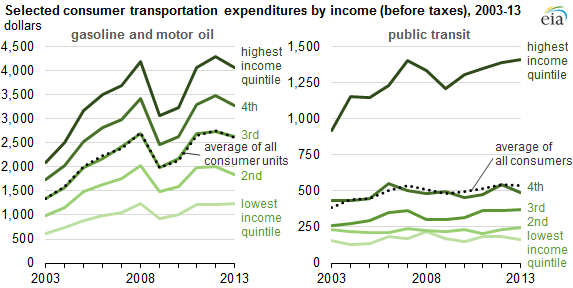 Selected consumer transportation expenditures by income (before taxes), 2003-13
dollars
eia
gasoline and motor oil
4,500
4,000
3,500
3,000
2,500
2,000
1,500
1,000
500
0
2003
2008
2013
highest
income
quintile
4th
3rd
average of all
consumer units
2nd
lowest
income
quintile
public transit
1,500
1,250
1,000
750
500
250
0
2003
2008
2013
highest
income
quintile
average of
all consumers
4th
3rd
2nd
lowest
income
quintile